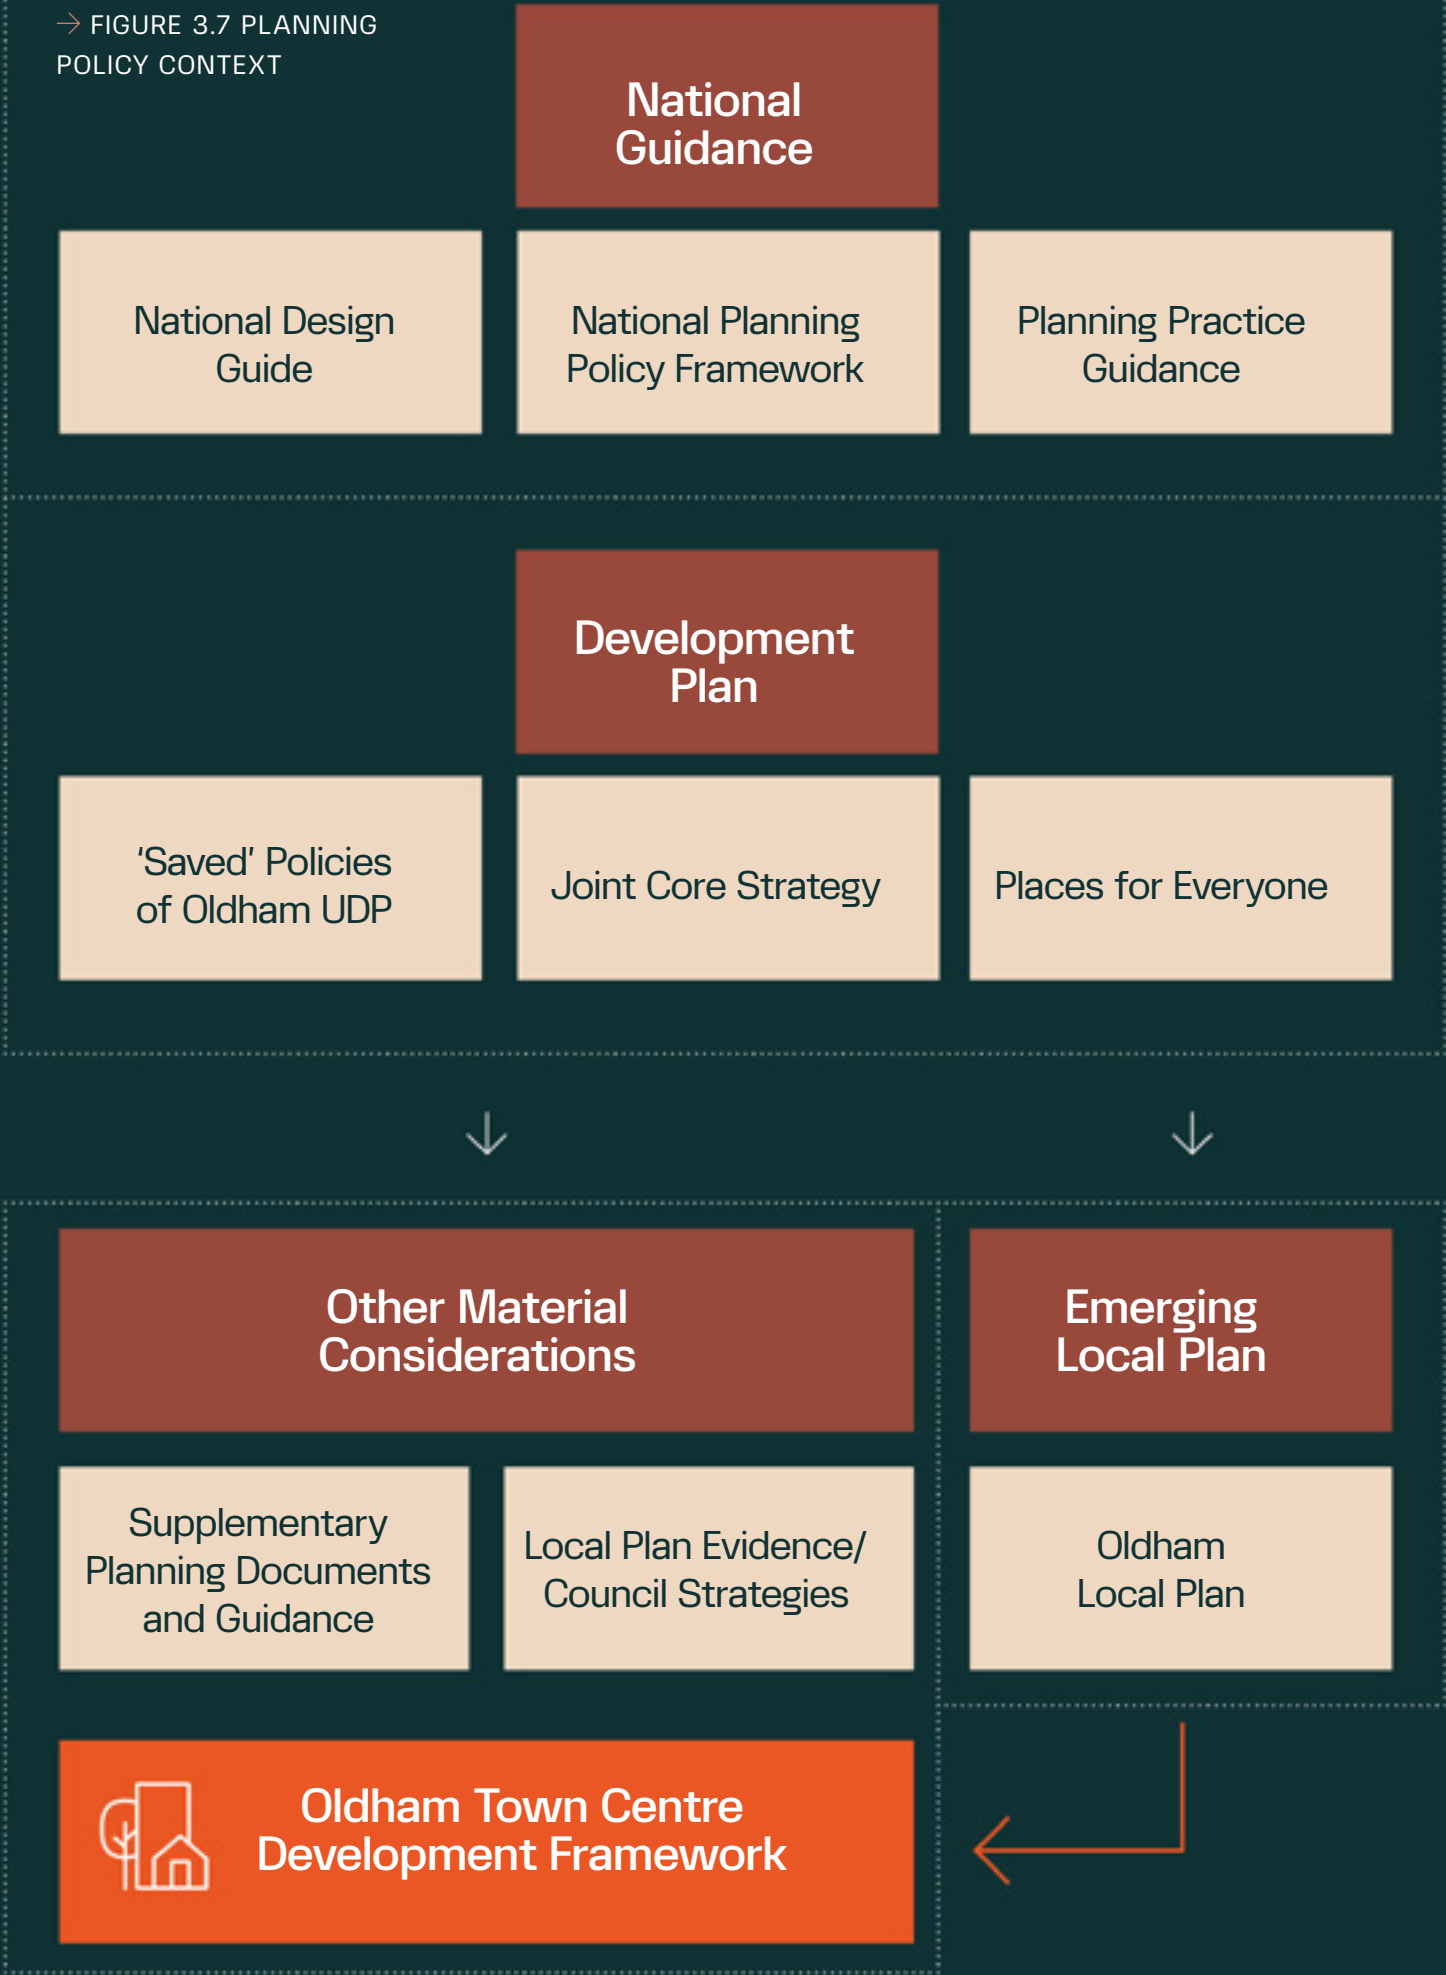 → FIGURE 3.7 PLANNING
POLICY CONTEXT
National
Guidance
National Design
Guide
National Planning
Policy Framework
Planning Practice
Guidance
Development
Plan
‘Saved’ Policies
of Oldham UDP
Joint Core Strategy
Places for Everyone
Other Material
Considerations
Emerging
Local Plan
Supplementary
Planning Documents
and Guidance
Local Plan Evidence/
Council Strategies
Oldham
Local Plan
Oldham Town Centre
Development Framework